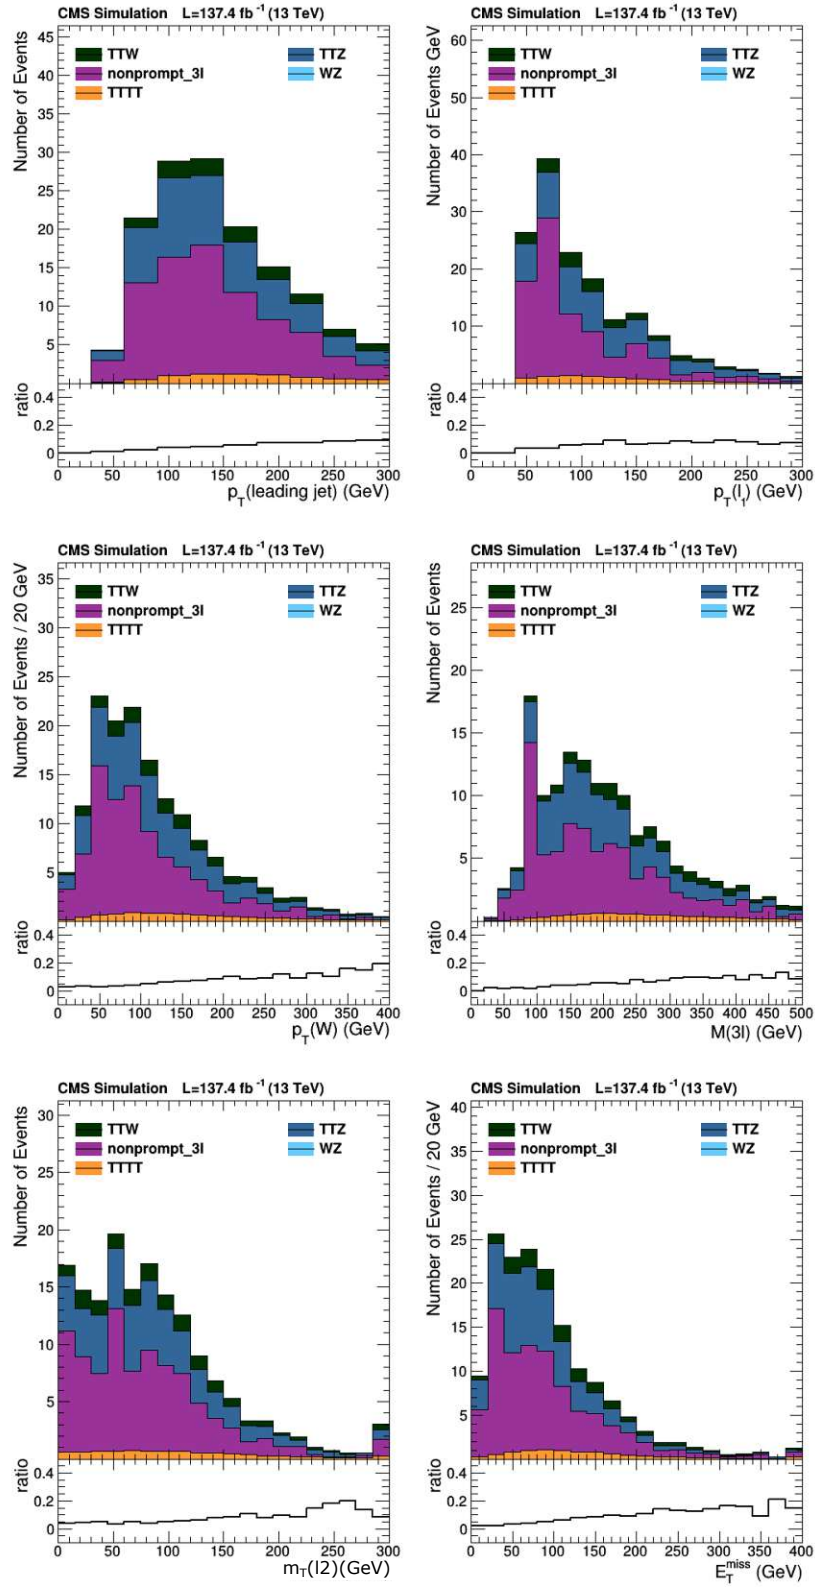 CMS Simulation L=137.4 fb⁻¹ (13 TeV)
Number of Events
45
40
35
30
25
20
15
10
5
TTW
nonprompt_3l
TTTT
TTZ
WZ
ratio
0.4
0.2
0
0 50 100 150 200 250 300
p_T(leading jet) (GeV)
CMS Simulation L=137.4 fb⁻¹ (13 TeV)
Number of Events GeV
60
50
40
30
20
10
TTW
nonprompt_3l
TTTT
TTZ
WZ
ratio
0.4
0.2
0
0 50 100 150 200 250 300
p_T(l_1) (GeV)
CMS Simulation L=137.4 fb⁻¹ (13 TeV)
Number of Events / 20 GeV
35
30
25
20
15
10
5
TTW
nonprompt_3l
TTTT
TTZ
WZ
ratio
0.4
0.2
0
0 50 100 150 200 250 300 350 400
p_T(W) (GeV)
CMS Simulation L=137.4 fb⁻¹ (13 TeV)
Number of Events
25
20
15
10
5
TTW
nonprompt_3l
TTTT
TTZ
WZ
ratio
0.4
0.2
0
0 50 100 150 200 250 300 350 400 450 500
M(3l) (GeV)
CMS Simulation L=137.4 fb⁻¹ (13 TeV)
Number of Events
30
25
20
15
10
5
TTW
nonprompt_3l
TTTT
TTZ
WZ
ratio
0.4
0.2
0
0 50 100 150 200 250 300
m_T(l2)(GeV)
CMS Simulation L=137.4 fb⁻¹ (13 TeV)
Number of Events / 20 GeV
40
35
30
25
20
15
10
5
TTW
nonprompt_3l
TTTT
TTZ
WZ
ratio
0.4
0.2
0
0 50 100 150 200 250 300 350 400
E_T^miss (GeV)